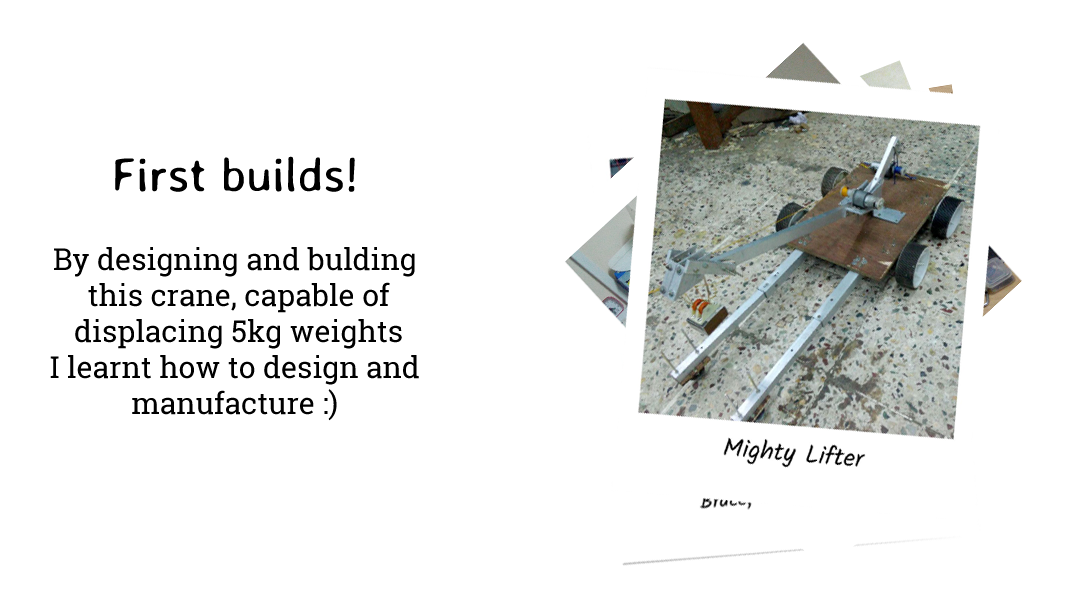 First builds!
By designing and bulding
this crane, capable of
displacing 5kg weights
I learnt how to design and
manufacture :)
Mighty Lifter